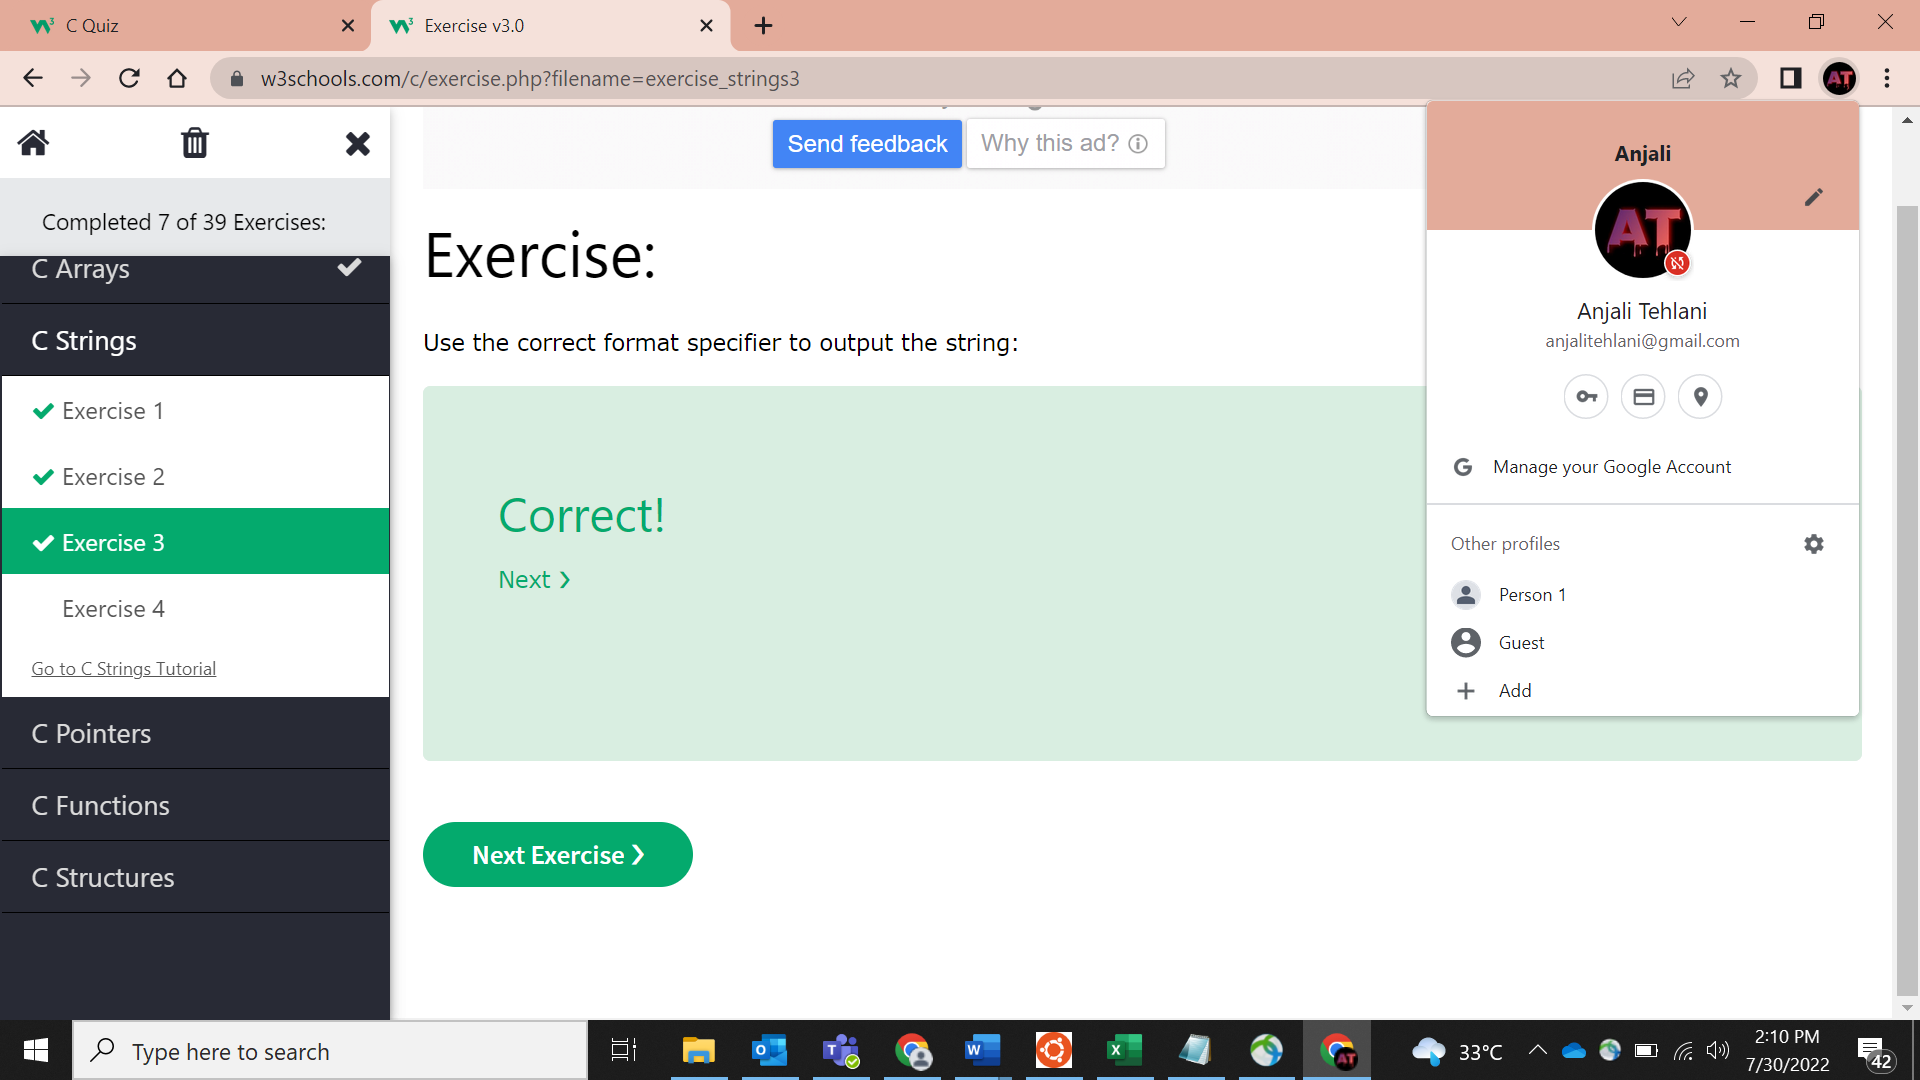 C Quiz
Exercise v3.0
w3schools.com/c/exercise.php?filename=exercise_strings3
AT
Send feedback
Why this ad?
Anjali
AT
Anjali Tehlani
anjalitehlani@gmail.com
Manage your Google Account
Other profiles
Person 1
Guest
Add
Completed 7 of 39 Exercises:
C Arrays
C Strings
Exercise 1
Exercise 2
Exercise 3
Exercise 4
Go to C Strings Tutorial
C Pointers
C Functions
C Structures
Exercise:
Use the correct format specifier to output the string:
Correct!
Next ❯
Next Exercise ❯
Type here to search
33°C
2:10 PM
7/30/2022
42